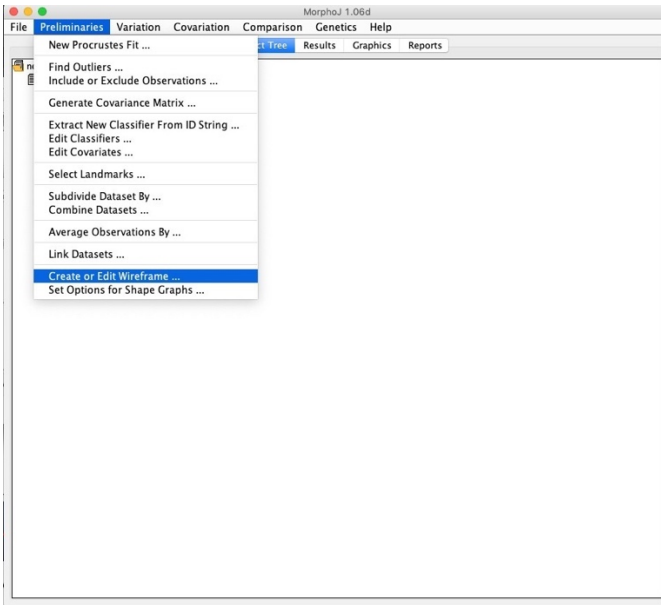 MorphoJ 1.06d
File Preliminaries Variation Covariation Comparison Genetics Help
ct Tree Results Graphics Reports
New Procrustes Fit ...
Find Outliers ...
Include or Exclude Observations ...
Generate Covariance Matrix ...
Extract New Classifier From ID String ...
Edit Classifiers ...
Edit Covariates ...
Select Landmarks ...
Subdivide Dataset By ...
Combine Datasets ...
Average Observations By ...
Link Datasets ...
Create or Edit Wireframe ...
Set Options for Shape Graphs ...